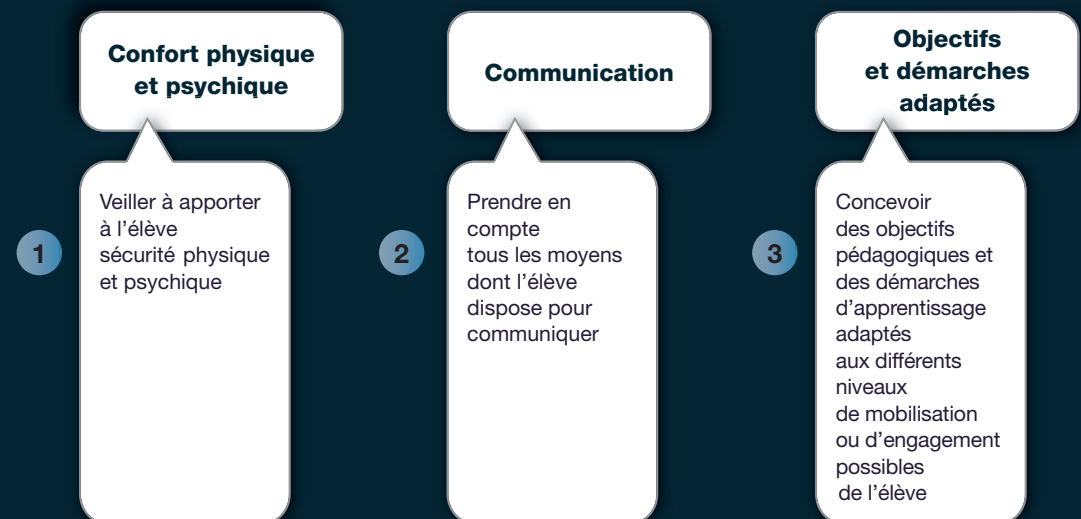 Confort physique
et psychique
1
Veiller à apporter
à l’élève
sécurité physique
et psychique
Communication
2
Prendre en
compte
tous les moyens
dont l’élève
dispose pour
communiquer
Objectifs
et démarches
adaptés
3
Concevoir
des objectifs
pédagogiques et
des démarches
d’apprentissage
adaptés
aux différents
niveaux
de mobilisation
ou d’engagement
possibles
de l’élève